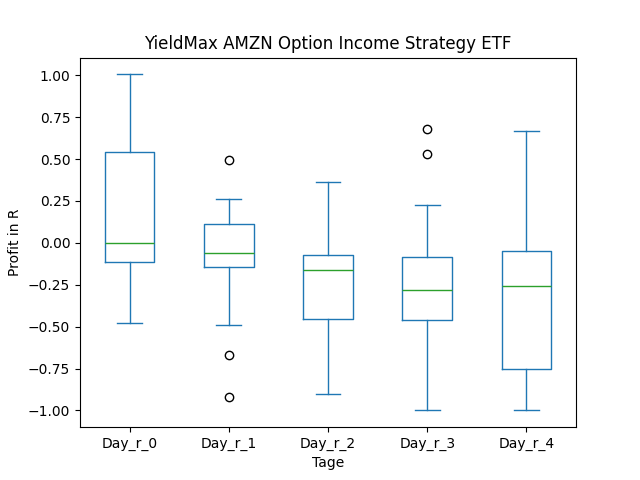 YieldMax AMZN Option Income Strategy ETF
Profit in R
1.00
0.75
0.50
0.25
0.00
−0.25
−0.50
−0.75
−1.00
Day_r_0 Day_r_1 Day_r_2 Day_r_3 Day_r_4
Tage